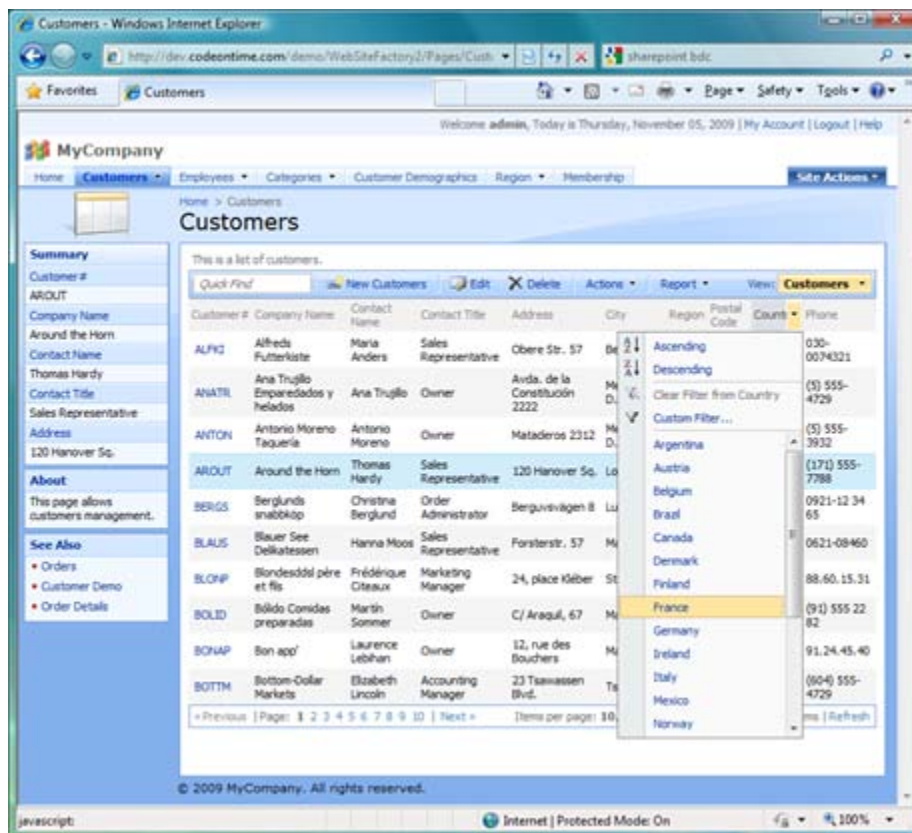 Customers - Windows Internet Explorer
http://dev.codeontime.com/demo/WebSiteFactory2/Pages/Cust
sharepoint bdc
Favorites
Customers
Page
Safety
Tools
Welcome admin, Today is Thursday, November 05, 2009 | My Account | Logout | Help
MyCompany
Home
Customers
Employees
Categories
Customer Demographics
Region
Membership
Site Actions
Home > Customers
Customers
Summary
Customer #
AROUT
Company Name
Around the Horn
Contact Name
Thomas Hardy
Contact Title
Sales Representative
Address
120 Hanover Sq.
About
This page allows
customers management.
See Also
• Orders
• Customer Demo
• Order Details
This is a list of customers.
Quick Find
New Customers
Edit
Delete
Actions
Report
View: Customers
Customer # Company Name Contact Name Contact Title Address City Region Postal Code Count Phone
ALFKI Alfreds Futterkiste Maria Anders Sales Representative Obere Str. 57 Be 030-0074321
ANATR Ana Trujillo Emparedados y helados Ana Trujillo Owner Avda. de la Constitución 2222 D. (5) 555-4729
ANTON Antonio Moreno Taquería Antonio Moreno Owner Mataderos 2312 D. (5) 555-3932
AROUT Around the Horn Thomas Hardy Sales Representative 120 Hanover Sq. Lo (171) 555-7788
BERGS Berglunds snabbköp Christina Berglund Order Administrator Berguvsvägen 8 Lu 0921-12 34 65
BLAUS Blauer See Delikatessen Hanna Moos Sales Representative Forsterstr. 57 0621-08460
BLONP Blondesddsl père et fils Frédérique Citeaux Marketing Manager 24, place Kléber St 88.60.15.31
BOLID Bólido Comidas preparadas Martín Sommer Owner C/ Araquil, 67 (91) 555 22 82
BONAP Bon app' Laurence Lebihan Owner 12, rue des Bouchers 91.24.45.40
BOTTM Bottom-Dollar Markets Elizabeth Lincoln Accounting Manager 23 Tsawassen Blvd. Ts (604) 555-4729
Ascending
Descending
Clear Filter from Country
Custom Filter...
Argentina
Austria
Belgium
Brazil
Canada
Denmark
Finland
France
Germany
Ireland
Italy
Mexico
Norway
« Previous | Page: 1 2 3 4 5 6 7 8 9 10 | Next » Items per page: 10, ms | Refresh
© 2009 MyCompany. All rights reserved.
javascript:
Internet | Protected Mode: On
100%